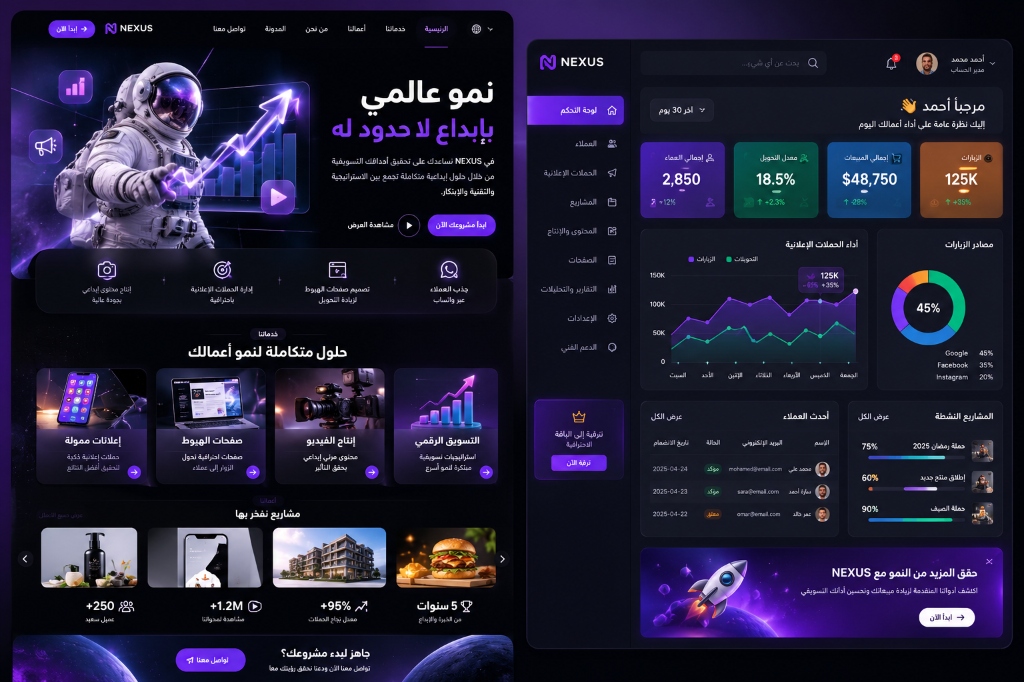 NEXUS
ابدأ الآن
الرئيسية
خدماتنا
أعمالنا
من نحن
المدونة
تواصل معنا
نمو عالمي
بإبداع لا حدود له
في NEXUS نساعدك على تحقيق أهدافك التسويقية
من خلال حلول إبداعية متكاملة تجمع بين الاستراتيجية
والتقنية والابتكار.
ابدأ مشروعك الآن
مشاهدة العرض
جذب العملاء
عبر واتساب
تصميم صفحات الهبوط
لزيادة التحويل
إدارة الحملات الإعلانية
باحترافية
إنتاج محتوى إبداعي
بجودة عالية
خدماتنا
حلول متكاملة لنمو أعمالك
التسويق الرقمي
استراتيجيات تسويقية
مبتكرة لنمو أسرع
إنتاج الفيديو
محتوى مرئي إبداعي
يحقق التأثير
صفحات الهبوط
صفحات احترافية تحول
الزوار إلى عملاء
إعلانات ممولة
حملات إعلانية ذكية
لتحقيق أفضل النتائج
مشاريع نفخر بها
5 سنوات
من الخبرة والإبداع
+95%
معدل نجاح الحملات
+1.2M
مشاهدة
+250
عميل سعيد
جاهز لبدء مشروعك؟
تواصل معنا الآن ودعنا نحقق رؤيتك معا
تواصل معنا
NEXUS
أحمد محمد
مدير الحساب
لوحة التحكم
العملاء
الحملات الإعلانية
المشاريع
المحتوى والإنتاج
الصفحات
التقارير والتحليلات
الإعدادات
الدعم الفني
ترقية إلى الباقة
الاحترافية
ترقية الآن
مرحباً أحمد
إليك نظرة عامة على أداء أعمالك اليوم
آخر 30 يوم
الزيارات
125K
+35%
إجمالي المبيعات
$48,750
معدل التحويل
18.5%
+2.3%
إجمالي العماء
2,850
+12%
مصادر الزيارات
45%
Google 45%
Facebook 35%
Instagram 20%
أداء الحملات الإعلانية
التحويلات
الزيارات
125K
+35%
150K
100K
50K
0
السبت
الأحد
الإثنين
الثلاثاء
الأربعاء
الخميس
الجمعة
المشاريع النشطة
عرض الكل
حملة رمضان 2025
75%
إطلاق منتج جديد
60%
حملة الصيف
90%
أحدث العملاء
عرض الكل
الإسم
البريد الإلكتروني
الحالة
تاريخ الانضمام
محمد علي
mohamed@email.com
مؤكد
2025-04-24
سارة أحمد
sara@email.com
مؤكد
2025-04-23
عمر خالد
omar@email.com
معلق
2025-04-22
حقق المزيد من النمو مع NEXUS
اكتشف أدواتنا المتقدمة لزيادة مبيعاتك وتحسين أدائك التسويقي
ابدأ الآن